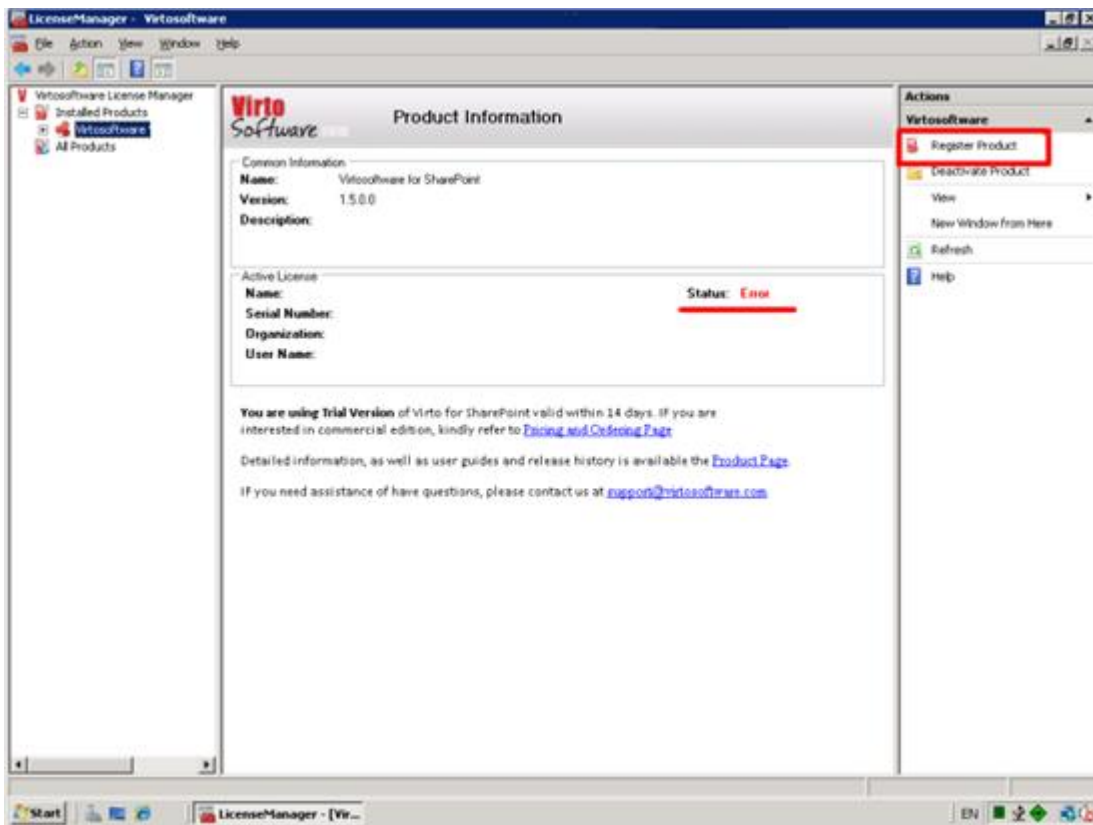 LicenseManager - Virtosoftware
File Action View Window Help
Virtosoftware License Manager
Installed Products
Virtosoftware
All Products
Virto
Software
Product Information
Common Information
Name: Virtosoftware for SharePoint
Version: 1.5.0.0
Description:
Active License
Name: Status: Error
Serial Number:
Organization:
User Name:
You are using Trial Version of Virto for SharePoint valid within 14 days. IF you are
interested in commercial edition, kindly refer to Pricing and Ordering Page
Detailed information, as well as user guides and release history is available the Product Page.
IF you need assistance of have questions, please contact us at support@virtosoftware.com
Actions
Virtosoftware
Register Product
Deactivate Product
View
New Window from Here
Refresh
Help
Start
LicenseManager - [Vir...
EN